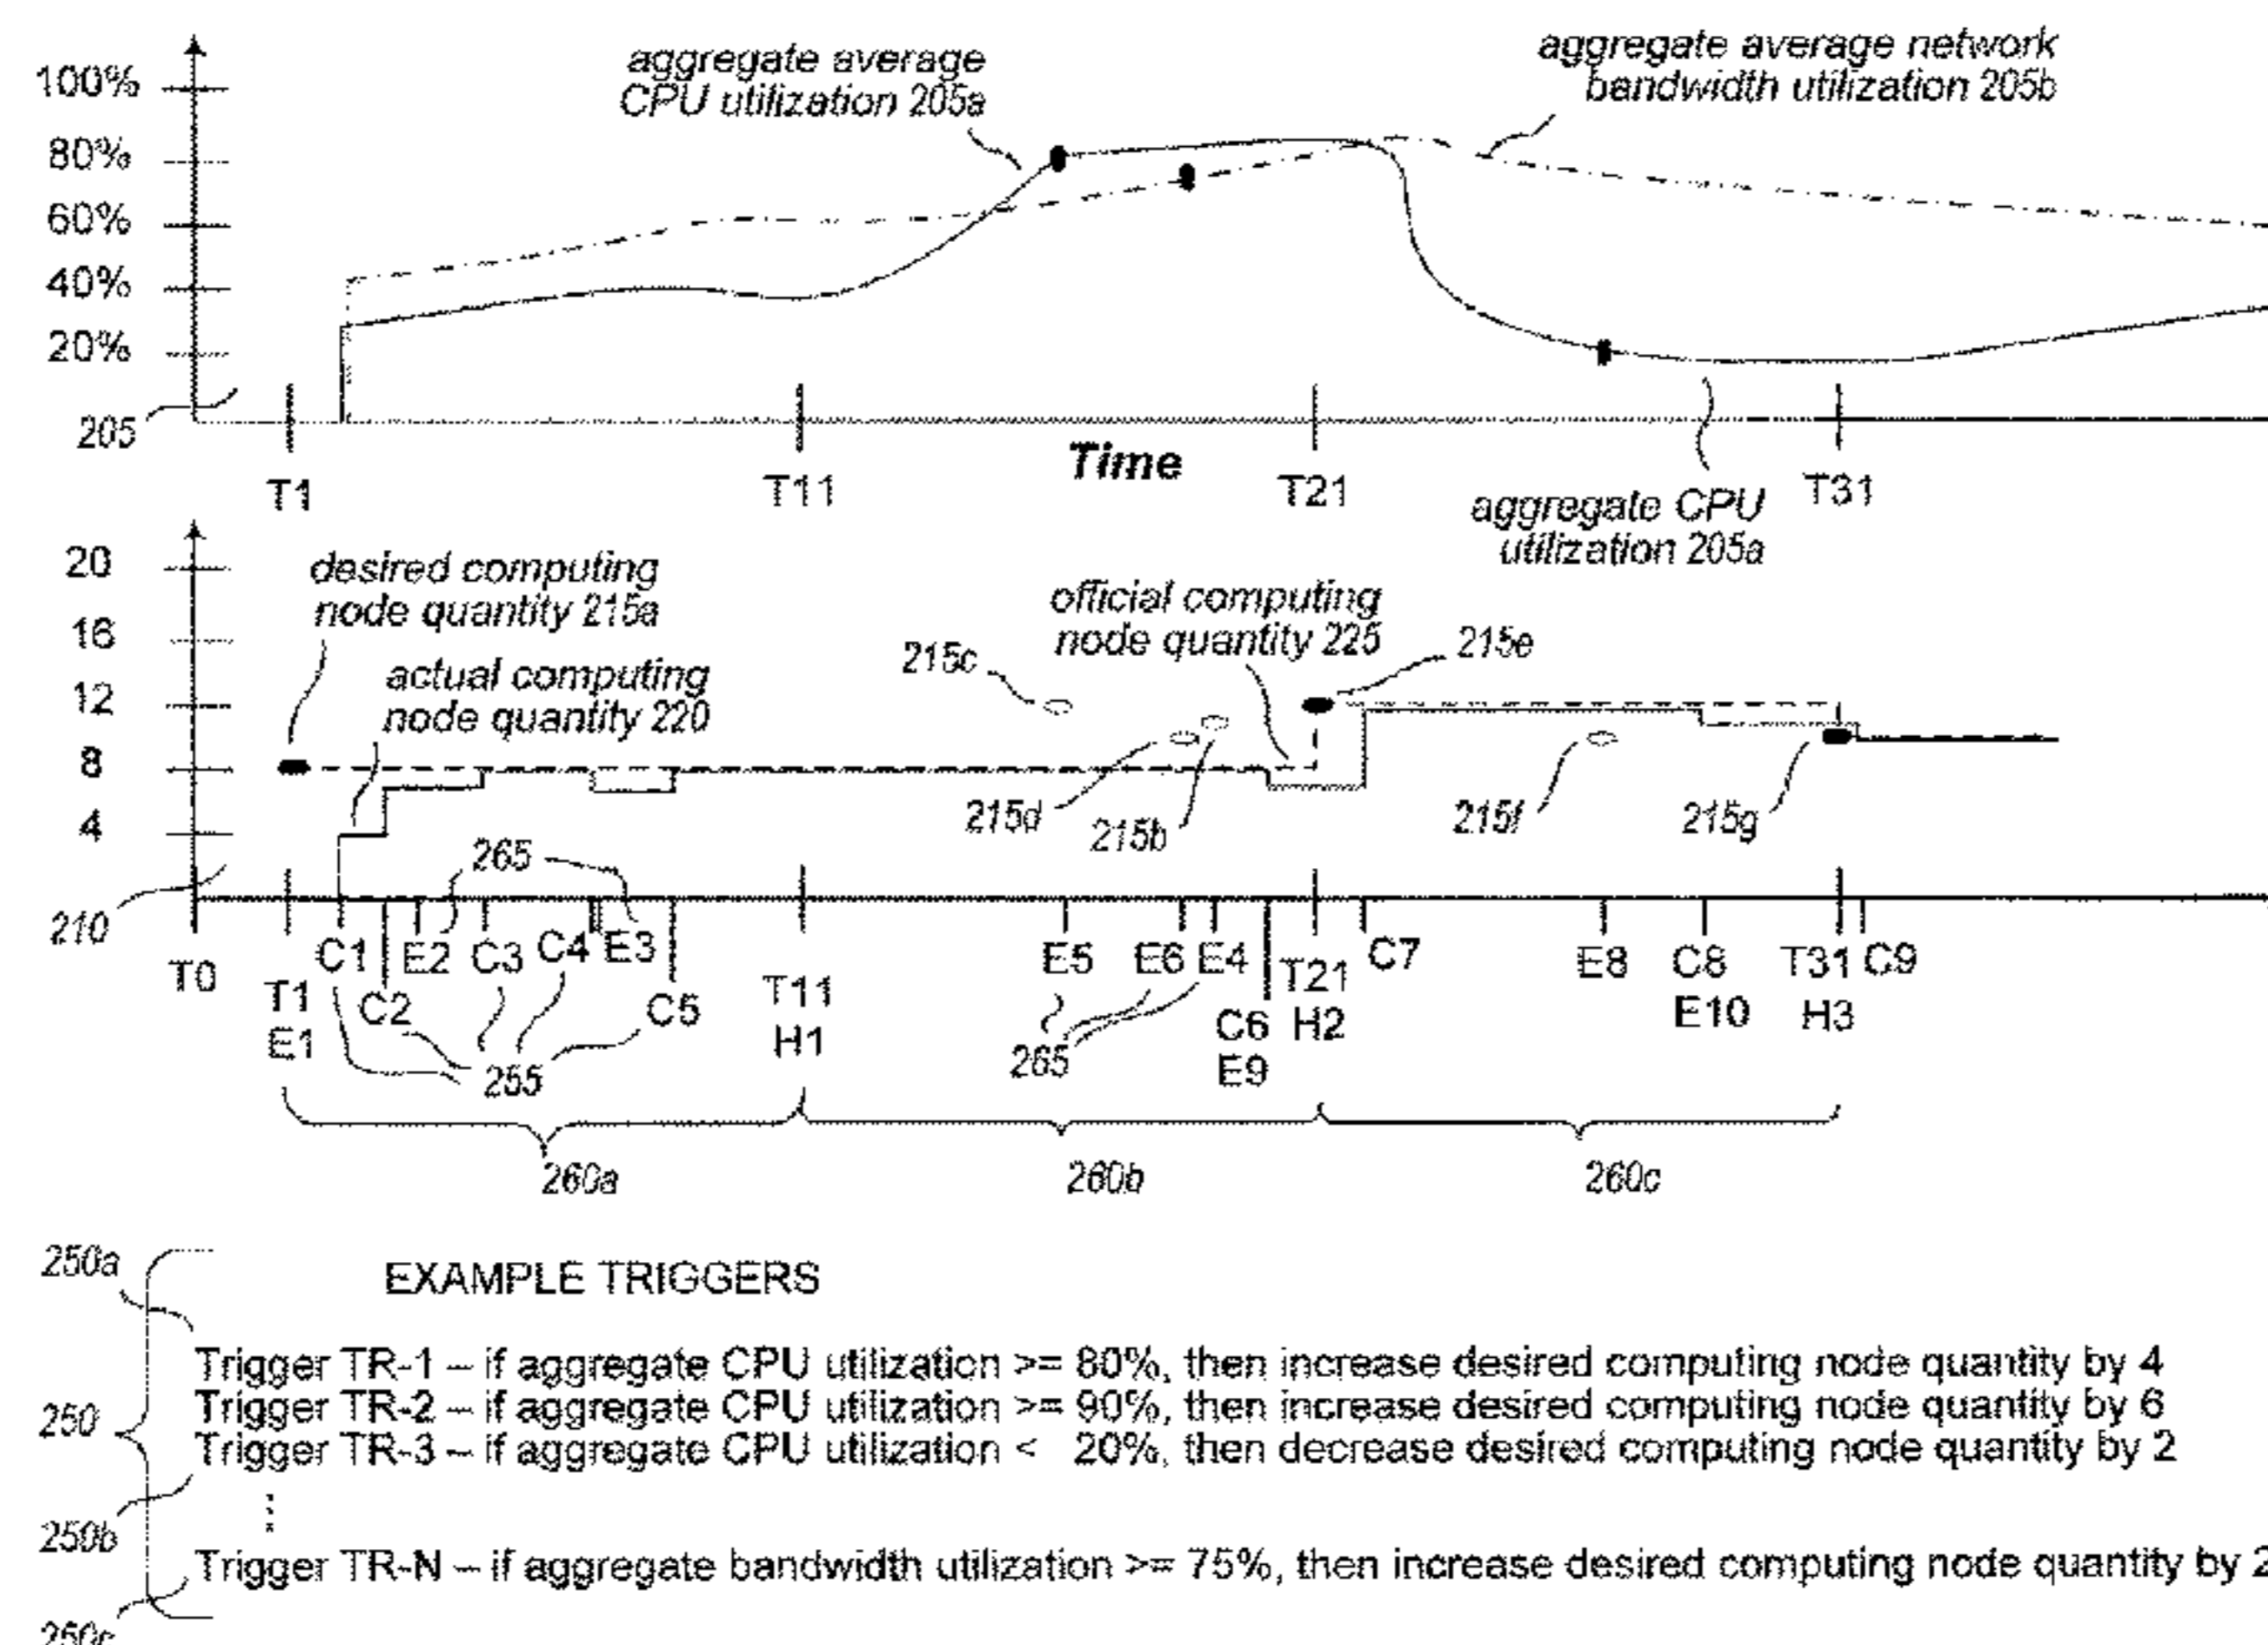 aggregate average
CPU utilization 205a
aggregate average network
bandwidth utilization 205b
100%
80%
60%
40%
20%
205
T1
T11
Time
T21
T31
aggregate CPU
utilization 205a
20
16
12
8
4
desired computing
node quantity 215a
actual computing
node quantity 220
215c
official computing
node quantity 225
215e
215d
215b
215f
215g
265
210
T0
T1
E1
C1
C2
E2
C3
C4
E3
C5
255
T11
H1
E5
E6
E4
265
C6
E9
T21
H2
C7
E8
C8
E10
T31
H3
C9
260a
260b
260c
250a
EXAMPLE TRIGGERS
Trigger TR-1 – if aggregate CPU utilization >= 80%, then increase desired computing node quantity by 4
250
Trigger TR-2 – if aggregate CPU utilization >= 90%, then increase desired computing node quantity by 6
Trigger TR-3 – if aggregate CPU utilization < 20%, then decrease desired computing node quantity by 2
250b
Trigger TR-N – if aggregate bandwidth utilization >= 75%, then increase desired computing node quantity by 2
250c